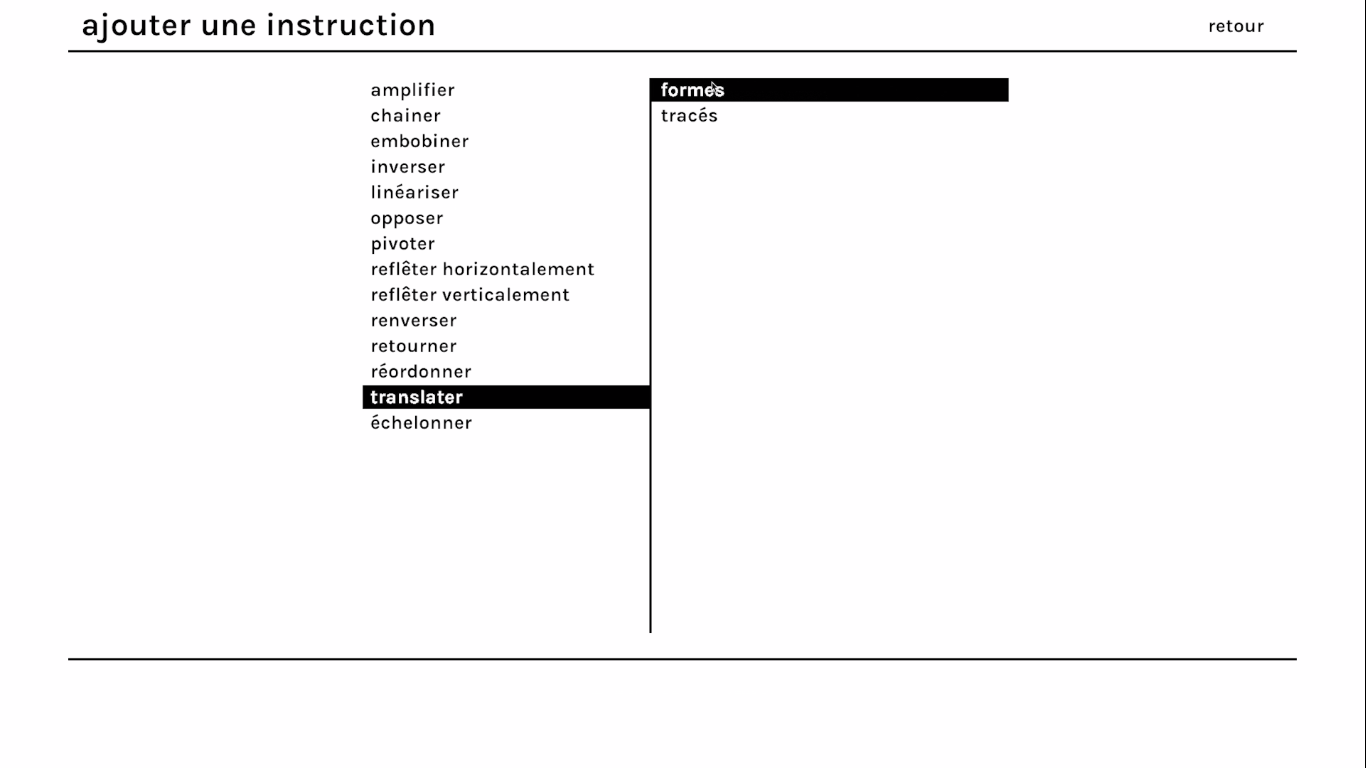 ajouter une instruction
retour
amplifier
chainer
embobiner
inverser
linéariser
opposer
pivoter
reflêter horizontalement
reflêter verticalement
renverser
retourner
réordonner
translater
échelonner
formes
tracés